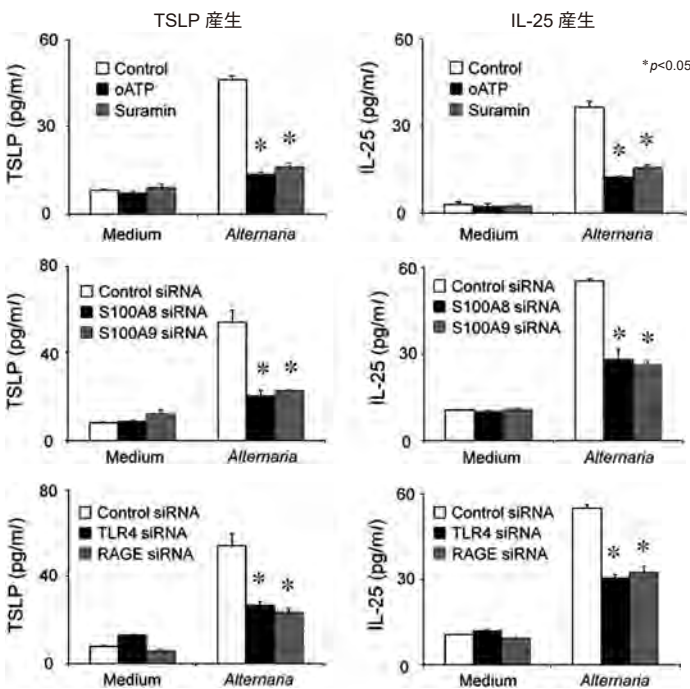 TSLP 産生
60
30
0
TSLP (pg/ml)
Control
oATP
Suramin
*
*
Medium
Alternaria
IL-25 産生
*p<0.05
60
30
0
IL-25 (pg/ml)
Control
oATP
Suramin
*
*
Medium
Alternaria
80
40
0
TSLP (pg/ml)
Control siRNA
S100A8 siRNA
S100A9 siRNA
*
*
Medium
Alternaria
60
30
0
IL-25 (pg/ml)
Control siRNA
S100A8 siRNA
S100A9 siRNA
*
*
Medium
Alternaria
80
40
0
TSLP (pg/ml)
Control siRNA
TLR4 siRNA
RAGE siRNA
*
*
Medium
Alternaria
60
30
0
IL-25 (pg/ml)
Control siRNA
TLR4 siRNA
RAGE siRNA
*
*
Medium
Alternaria